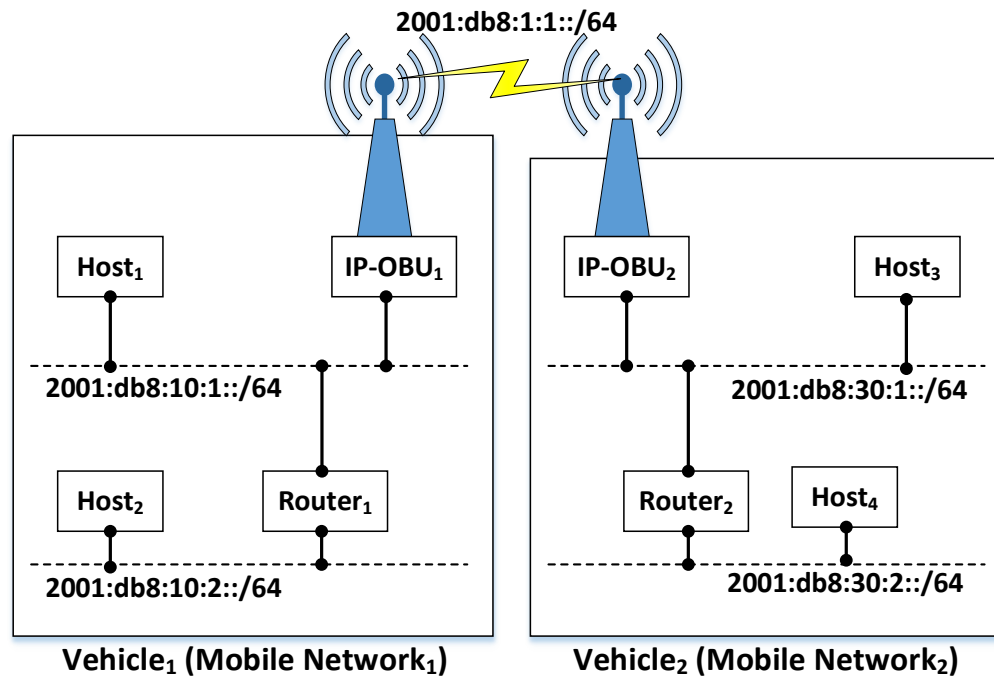 2001:db8:1:1::/64
Host₁
IP-OBU₁
IP-OBU₂
Host₃
2001:db8:10:1::/64
2001:db8:30:1::/64
Host₂
Router₁
Router₂
Host₄
2001:db8:10:2::/64
2001:db8:30:2::/64
Vehicle₁ (Mobile Network₁)
Vehicle₂ (Mobile Network₂)